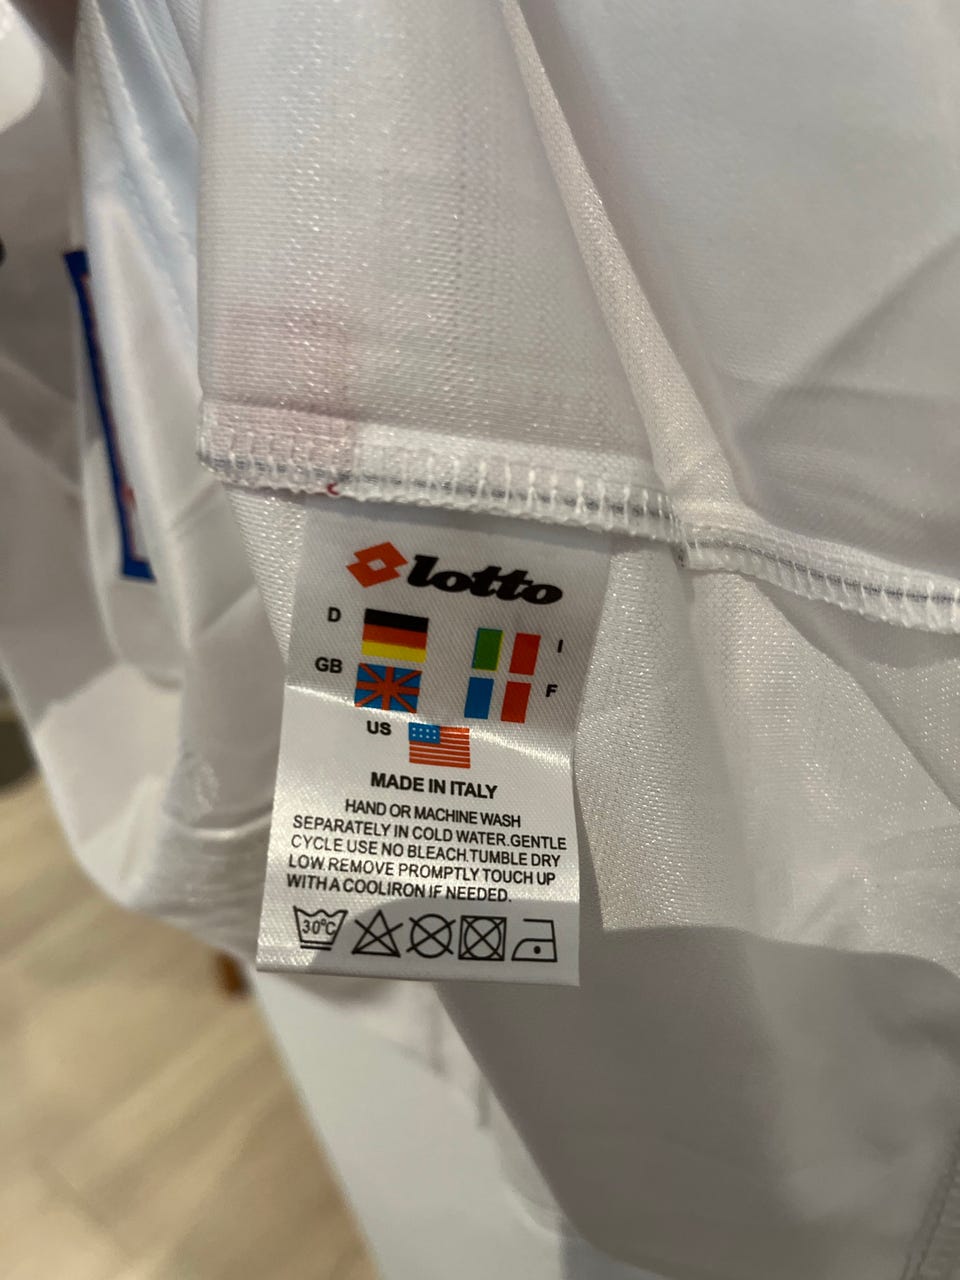 lotto
D
I
GB
F
US
MADE IN ITALY
HAND OR MACHINE WASH
SEPARATELY IN COLD WATER.GENTLE
CYCLE.USE NO BLEACH.TUMBLE DRY
LOW.REMOVE PROMPTLY TOUCH UP
WITH A COOLIRON IF NEEDED.
30°C